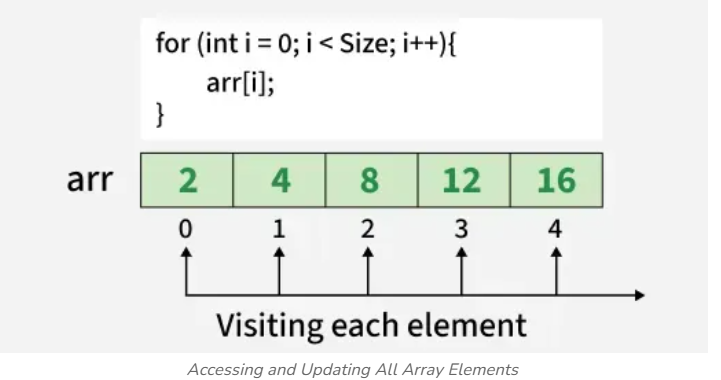 for (int i = 0; i < Size; i++){
arr[i];
}
arr 2 4 8 12 16
0 1 2 3 4
Visiting each element
Accessing and Updating All Array Elements